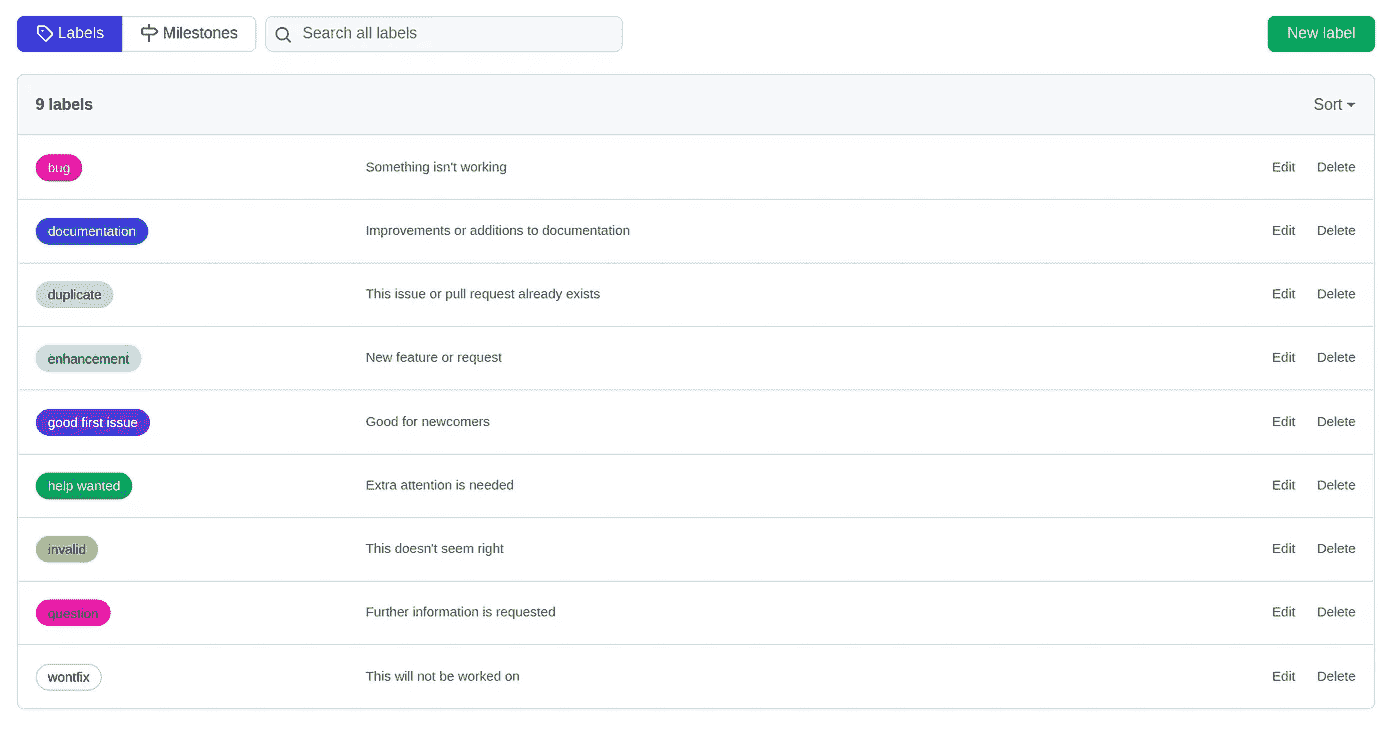 Labels Milestones Search all labels New label
9 labels Sort
bug Something isn't working Edit Delete
documentation Improvements or additions to documentation Edit Delete
duplicate This issue or pull request already exists Edit Delete
enhancement New feature or request Edit Delete
good first issue Good for newcomers Edit Delete
help wanted Extra attention is needed Edit Delete
invalid This doesn't seem right Edit Delete
question Further information is requested Edit Delete
wontfix This will not be worked on Edit Delete